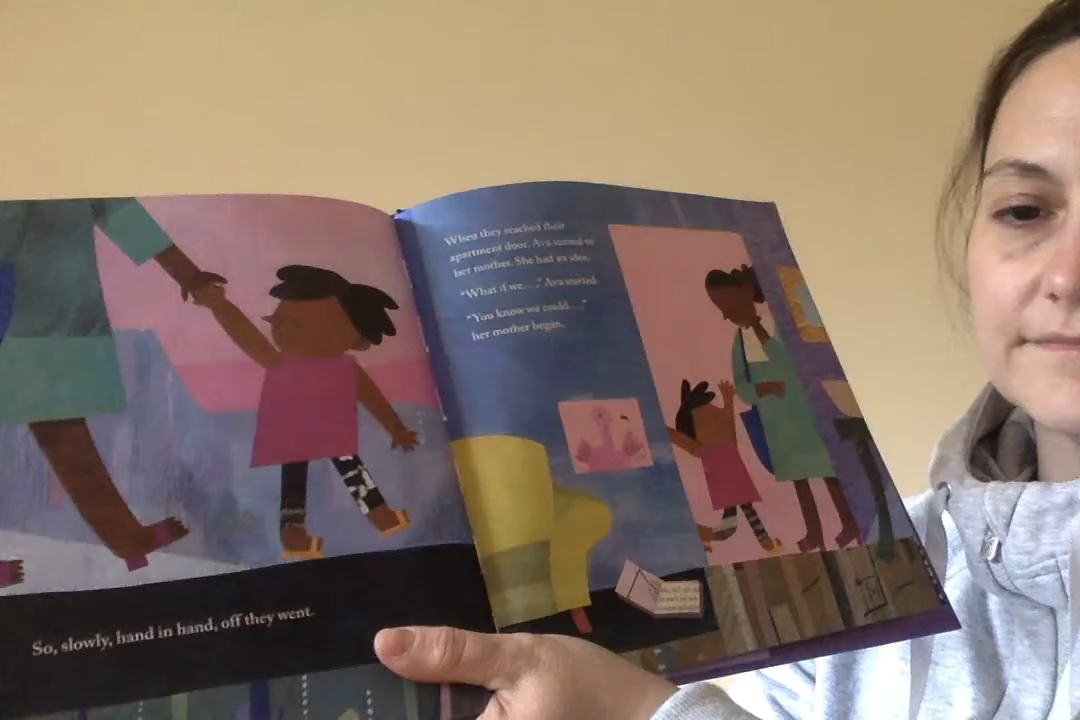 So, slowly, hand in hand, off they went.
When they reached their
apartment door, Ava turned to
her mother. She had an idea.
"What if we . . . ," Ava started.
"You know we could . . . ,"
her mother began.